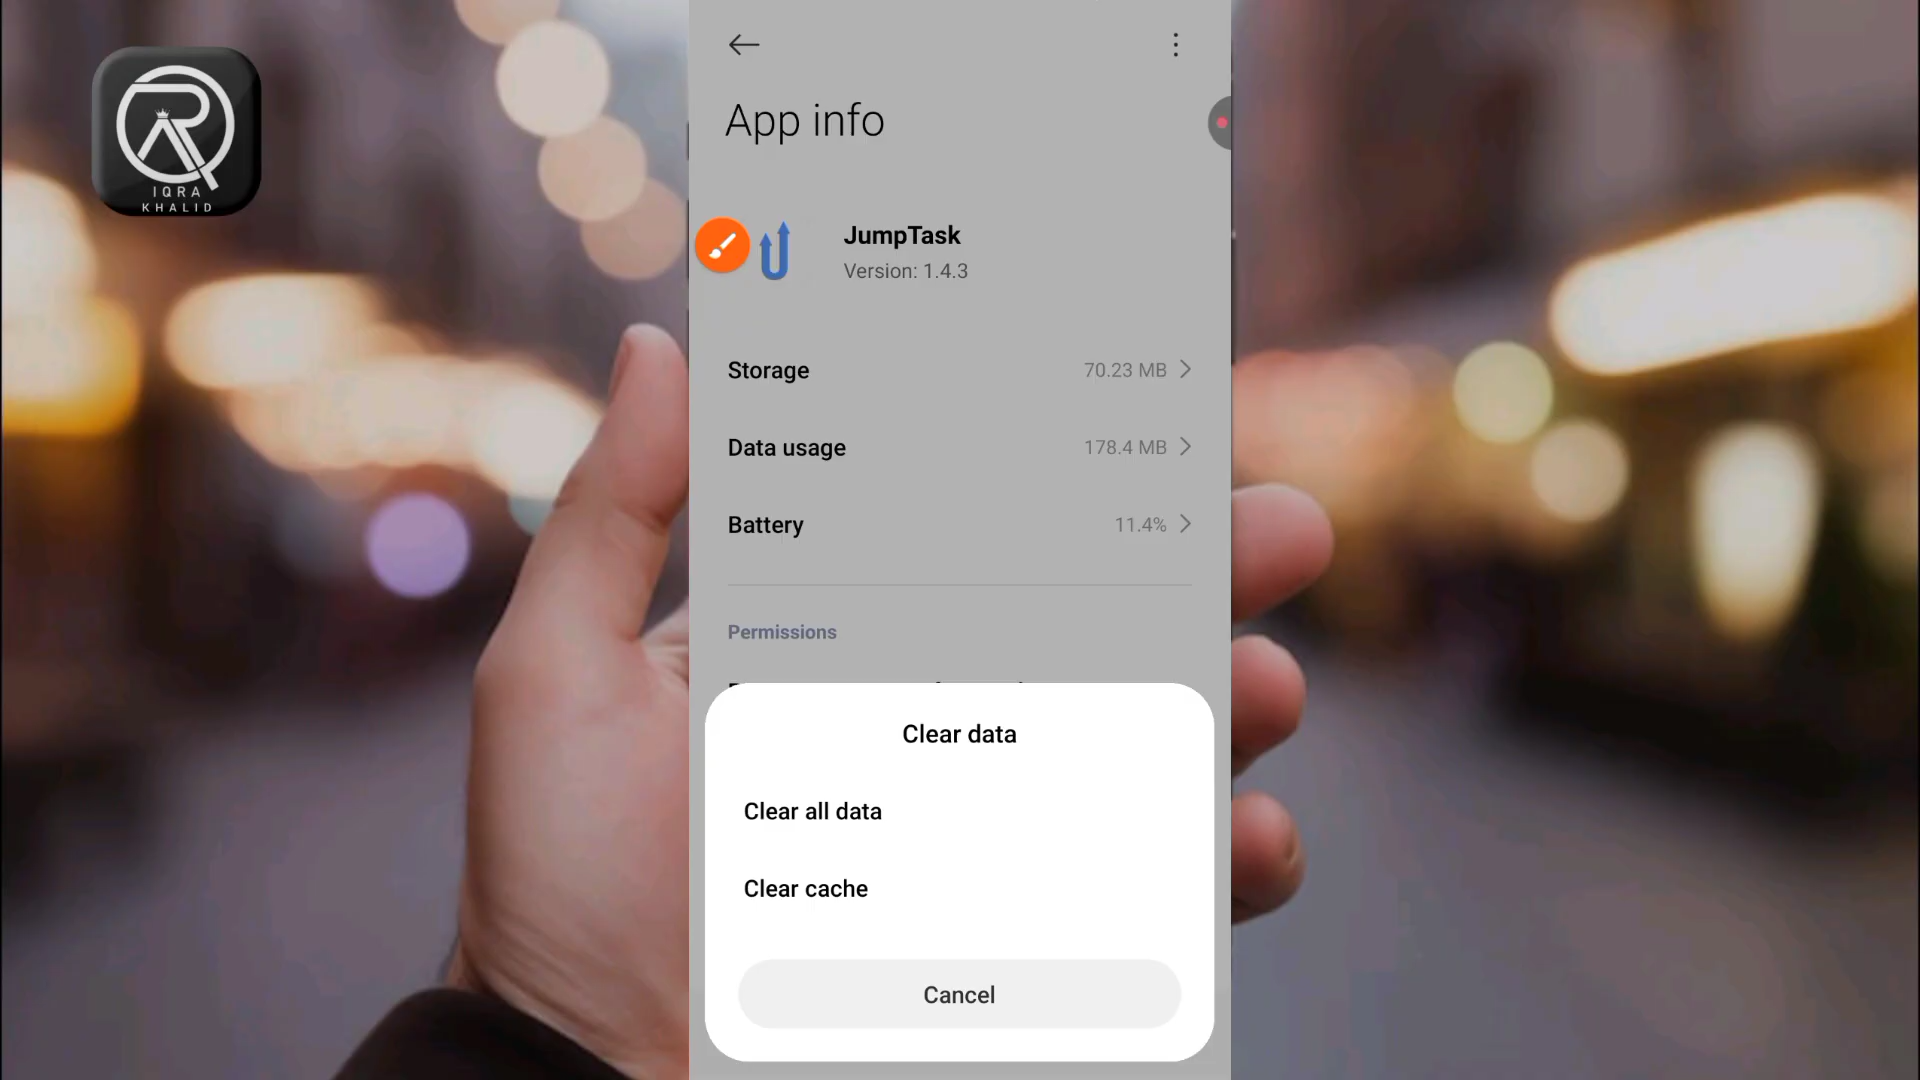 IQRA
KHALID
App info
JumpTask
Version: 1.4.3
Storage
70.23 MB
Data usage
178.4 MB
Battery
11.4%
Permissions
Clear data
Clear all data
Clear cache
Cancel